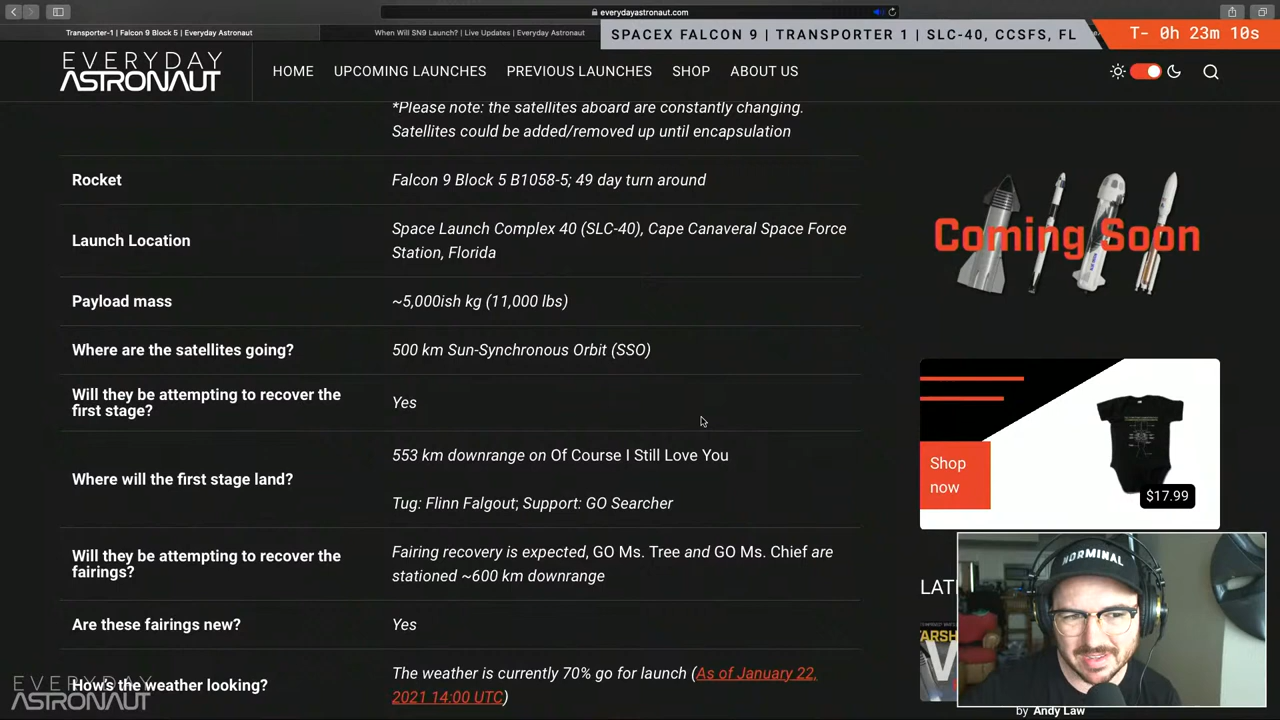 everydayastronaut.com
Transporter-1 | Falcon 9 Block 5 | Everyday Astronaut
When Will SN9 Launch? | Live Updates | Everyday Astronaut
SPACEX FALCON 9 | TRANSPORTER 1 | SLC-40, CCSFS, FL
T- 0h 23m 10s
EVERYDAY
ASTRONAUT
HOME
UPCOMING LAUNCHES
PREVIOUS LAUNCHES
SHOP
ABOUT US
*Please note: the satellites aboard are constantly changing.
Satellites could be added/removed up until encapsulation
Rocket
Falcon 9 Block 5 B1058-5; 49 day turn around
Launch Location
Space Launch Complex 40 (SLC-40), Cape Canaveral Space Force
Station, Florida
Payload mass
~5,000ish kg (11,000 lbs)
Where are the satellites going?
500 km Sun-Synchronous Orbit (SSO)
Will they be attempting to recover the
first stage?
Yes
Where will the first stage land?
553 km downrange on Of Course I Still Love You
Tug: Flinn Falgout; Support: GO Searcher
Will they be attempting to recover the
fairings?
Fairing recovery is expected, GO Ms. Tree and GO Ms. Chief are
stationed ~600 km downrange
Are these fairings new?
Yes
How's the weather looking?
The weather is currently 70% go for launch (As of January 22,
2021 14:00 UTC)
EVERYDAY
ASTRONAUT
Coming Soon
Shop
now
$17.99
LAT
NORMINAL
by Andy Law